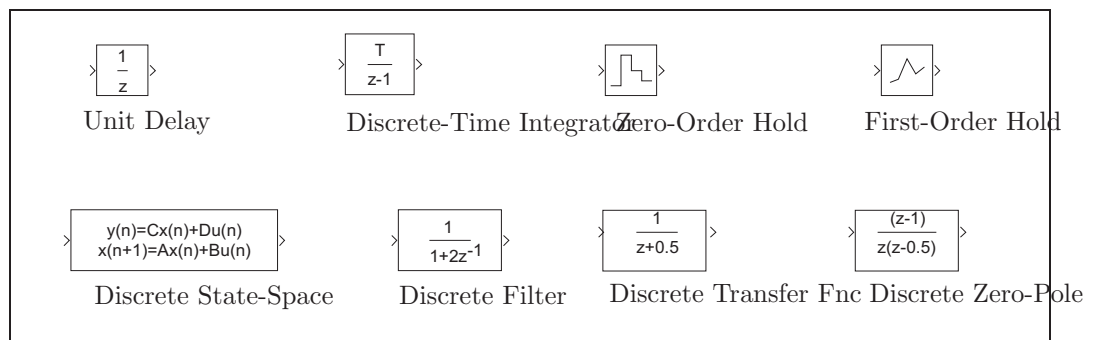 1
z
Unit Delay
T
z-1
Discrete-Time Integrator
Zero-Order Hold
First-Order Hold
y(n)=Cx(n)+Du(n)
x(n+1)=Ax(n)+Bu(n)
Discrete State-Space
1
1+2z-1
Discrete Filter
1
z+0.5
Discrete Transfer Fnc
(z-1)
z(z-0.5)
Discrete Zero-Pole